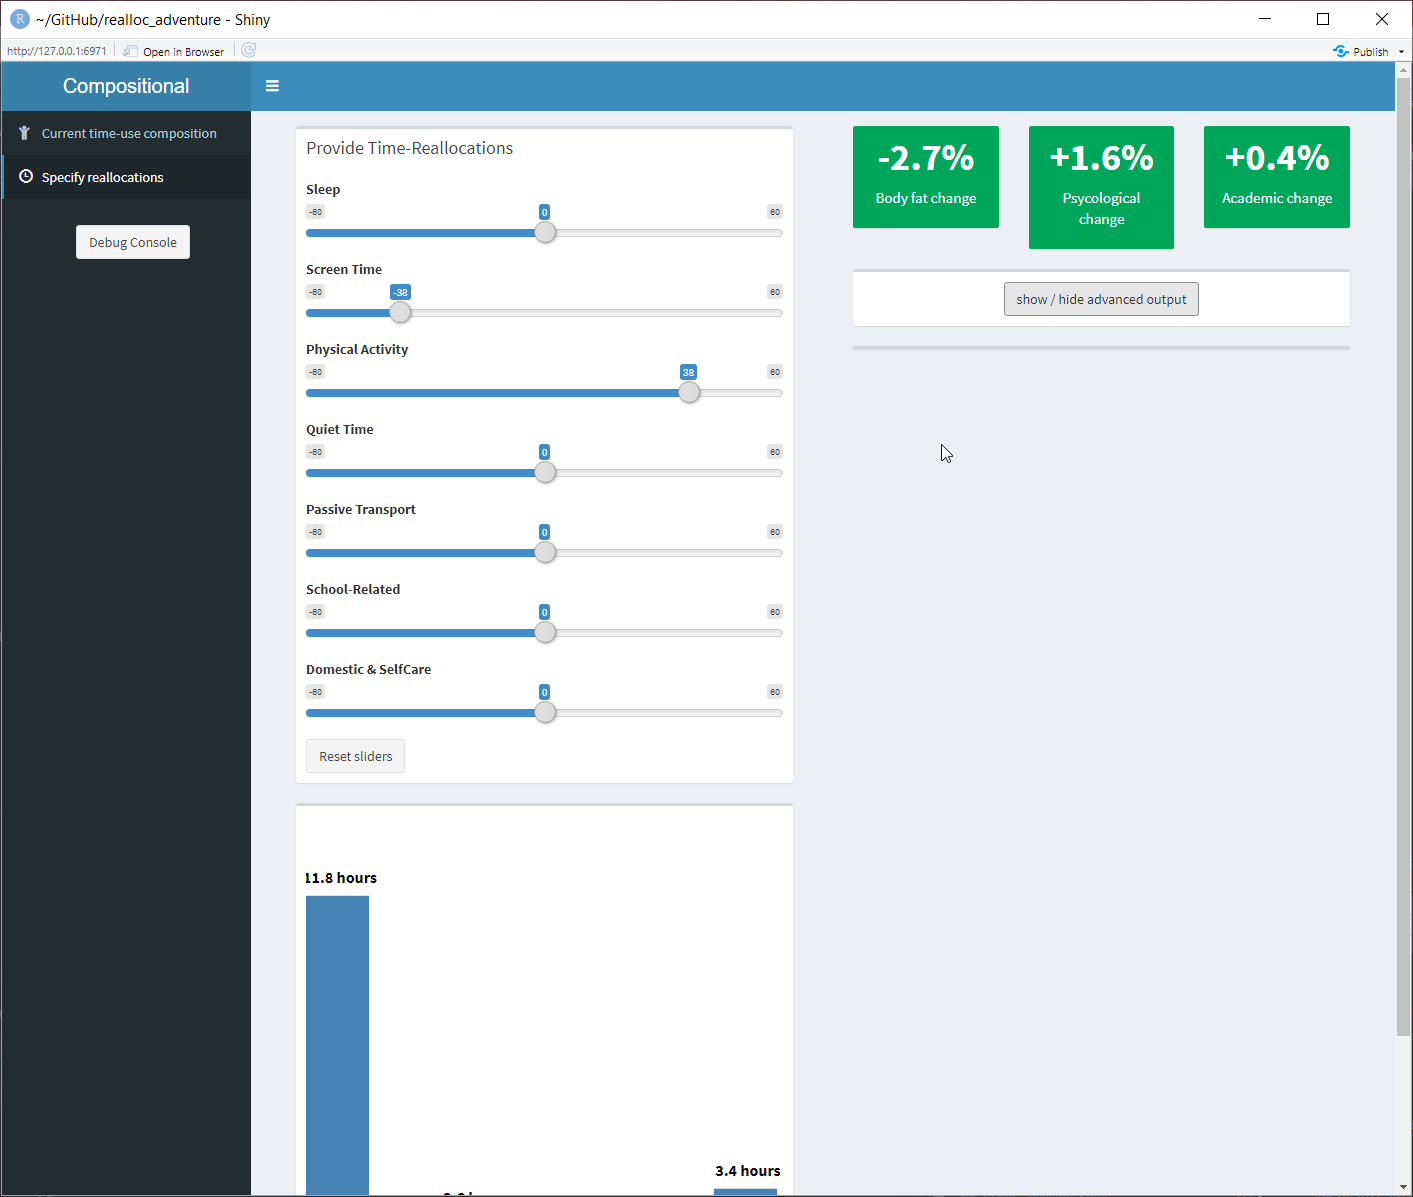 R ~/GitHub/realloc_adventure - Shiny
http://127.0.0.1:6971 Open in Browser Publish
Compositional
Current time-use composition
Specify reallocations
Debug Console
Provide Time-Reallocations
Sleep
-60 0 60
Screen Time
-60 -38 60
Physical Activity
-60 38 60
Quiet Time
-60 0 60
Passive Transport
-60 0 60
School-Related
-60 0 60
Domestic & SelfCare
-60 0 60
Reset sliders
11.8 hours
3.4 hours
-2.7%
Body fat change
+1.6%
Psycological
change
+0.4%
Academic change
show / hide advanced output